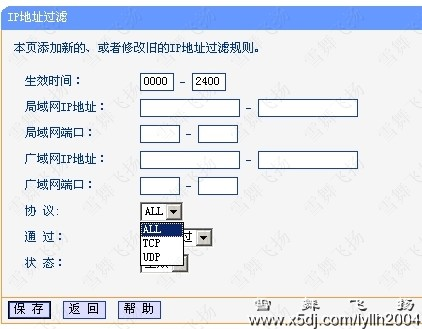 IP地址过滤
本页添加新的、或者修改旧的IP地址过滤规则。
生效时间： 0000 - 2400
局域网IP地址： -
局域网端口： -
广域网IP地址： -
广域网端口： -
协 议: ALL
ALL
TCP
UDP
通 过： 过
状 态：
保 存 返 回 帮 助
雪 舞 飞 扬
www.x5dj.com/lyllh2004